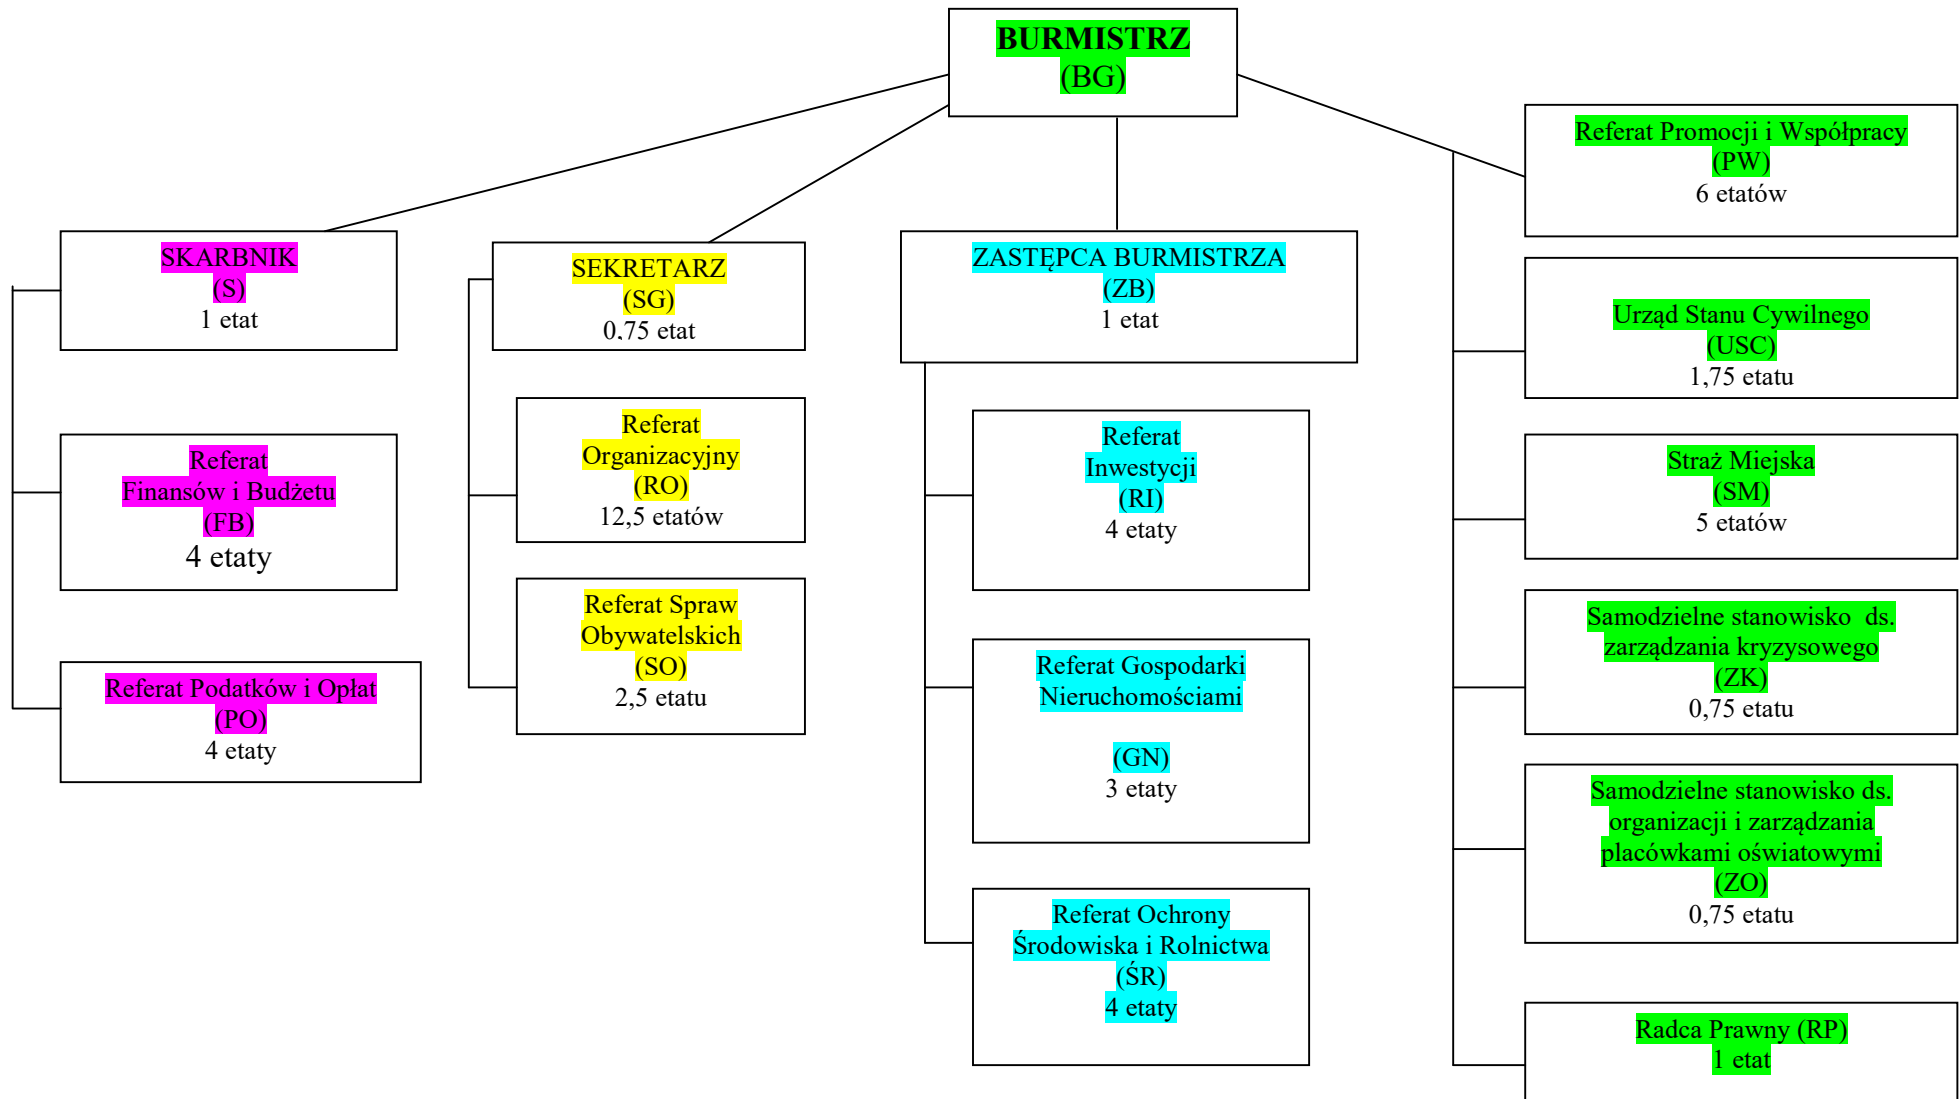 BURMISTRZ
(BG)
SKARBNIK
(S)
1 etat
Referat
Finansów i Budżetu
(FB)
4 etaty
Referat Podatków i Opłat
(PO)
4 etaty
SEKRETARZ
(SG)
0,75 etat
Referat
Organizacyjny
(RO)
12,5 etatów
Referat Spraw
Obywatelskich
(SO)
2,5 etatu
ZASTĘPCA BURMISTRZA
(ZB)
1 etat
Referat
Inwestycji
(RI)
4 etaty
Referat Gospodarki
Nieruchomościami
(GN)
3 etaty
Referat Ochrony
Środowiska i Rolnictwa
(ŚR)
4 etaty
Referat Promocji i Współpracy
(PW)
6 etatów
Urząd Stanu Cywilnego
(USC)
1,75 etatu
Straż Miejska
(SM)
5 etatów
Samodzielne stanowisko ds.
zarządzania kryzysowego
(ZK)
0,75 etatu
Samodzielne stanowisko ds.
organizacji i zarządzania
placówkami oświatowymi
(ZO)
0,75 etatu
Radca Prawny (RP)
1 etat